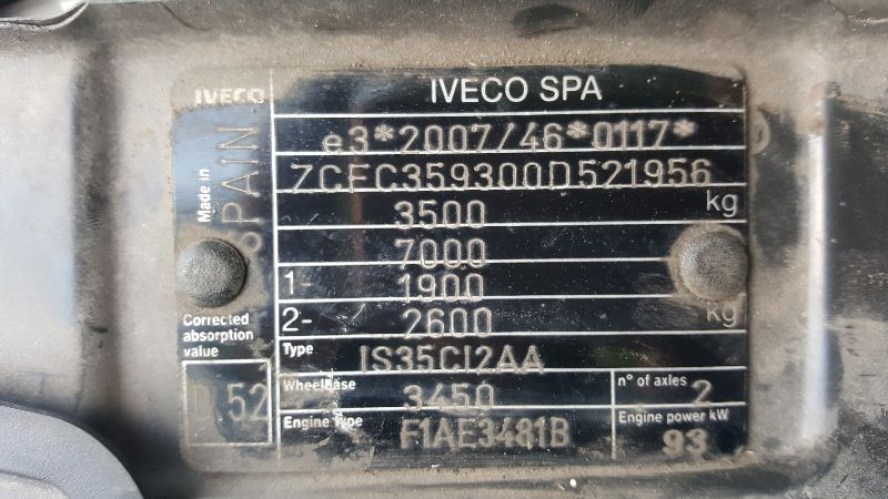 IVECO
IVECO SPA
e3*2007/46*0117*
ZCFC359300D521956
3500 kg
7000
1- 1900
2- 2600 kg
Made in SPAIN
Corrected
absorption
value
Type IS35CI2AA
Wheelbase 3450 n° of axles 2
Engine Type F1AE3481B Engine power kW
93